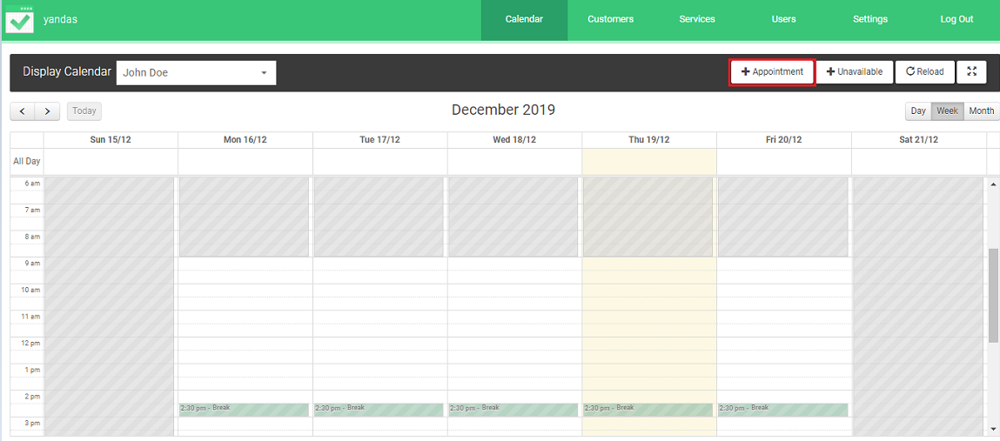 yandas Calendar Customers Services Users Settings Log Out
Display Calendar John Doe Appointment Unavailable Reload
Today December 2019 Day Week Month
Sun 15/12 Mon 16/12 Tue 17/12 Wed 18/12 Thu 19/12 Fri 20/12 Sat 21/12
All Day
6 am
7 am
8 am
9 am
10 am
11 am
12 pm
1 pm
2 pm
2:30 pm - Break 2:30 pm - Break 2:30 pm - Break 2:30 pm - Break 2:30 pm - Break
3 pm